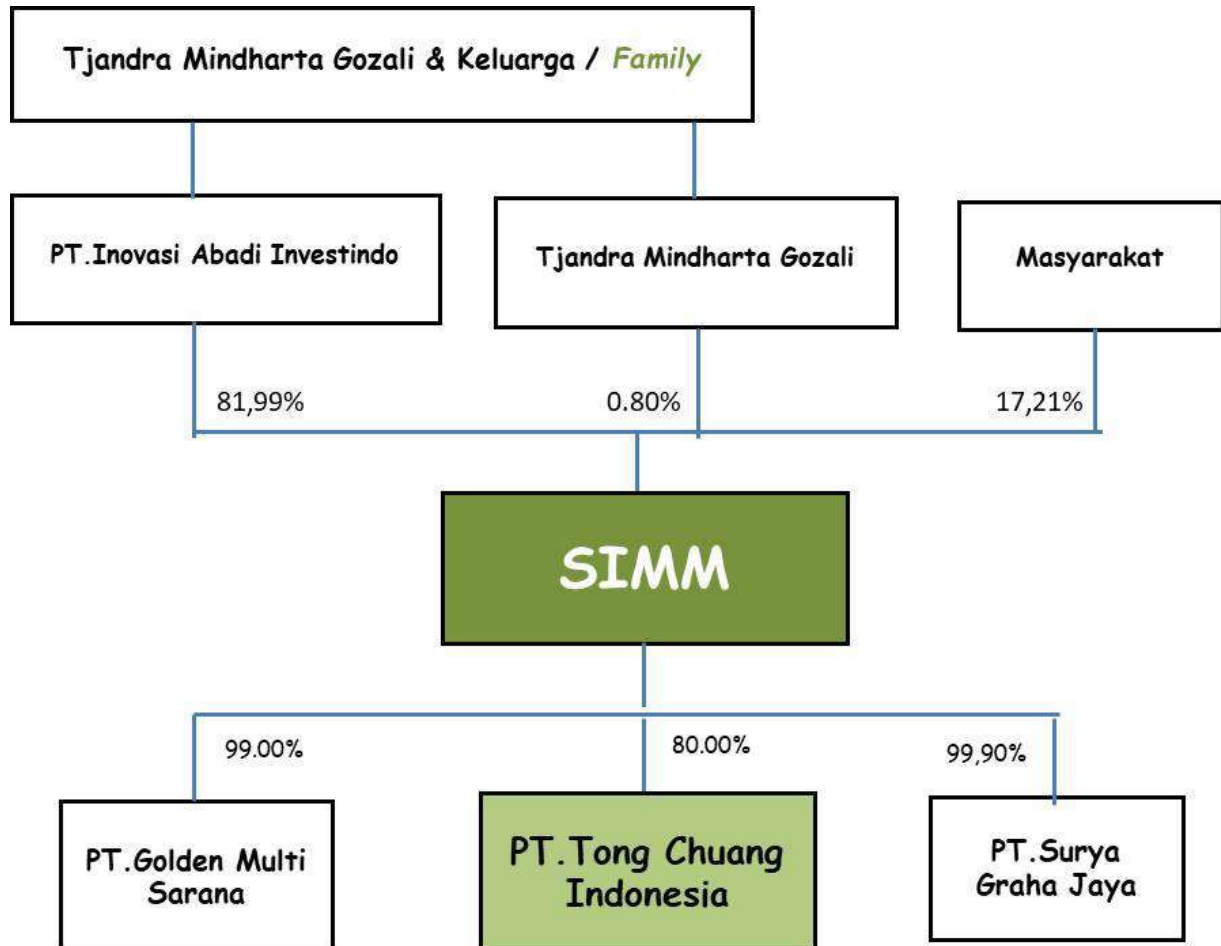 Tjandra Mindharta Gozali & Keluarga / Family
PT.Inovasi Abadi Investindo
Tjandra Mindharta Gozali
Masyarakat
81,99%
0.80%
17,21%
SIMM
99.00%
80.00%
99,90%
PT.Golden Multi
Sarana
PT.Tong Chuang
Indonesia
PT.Surya
Graha Jaya